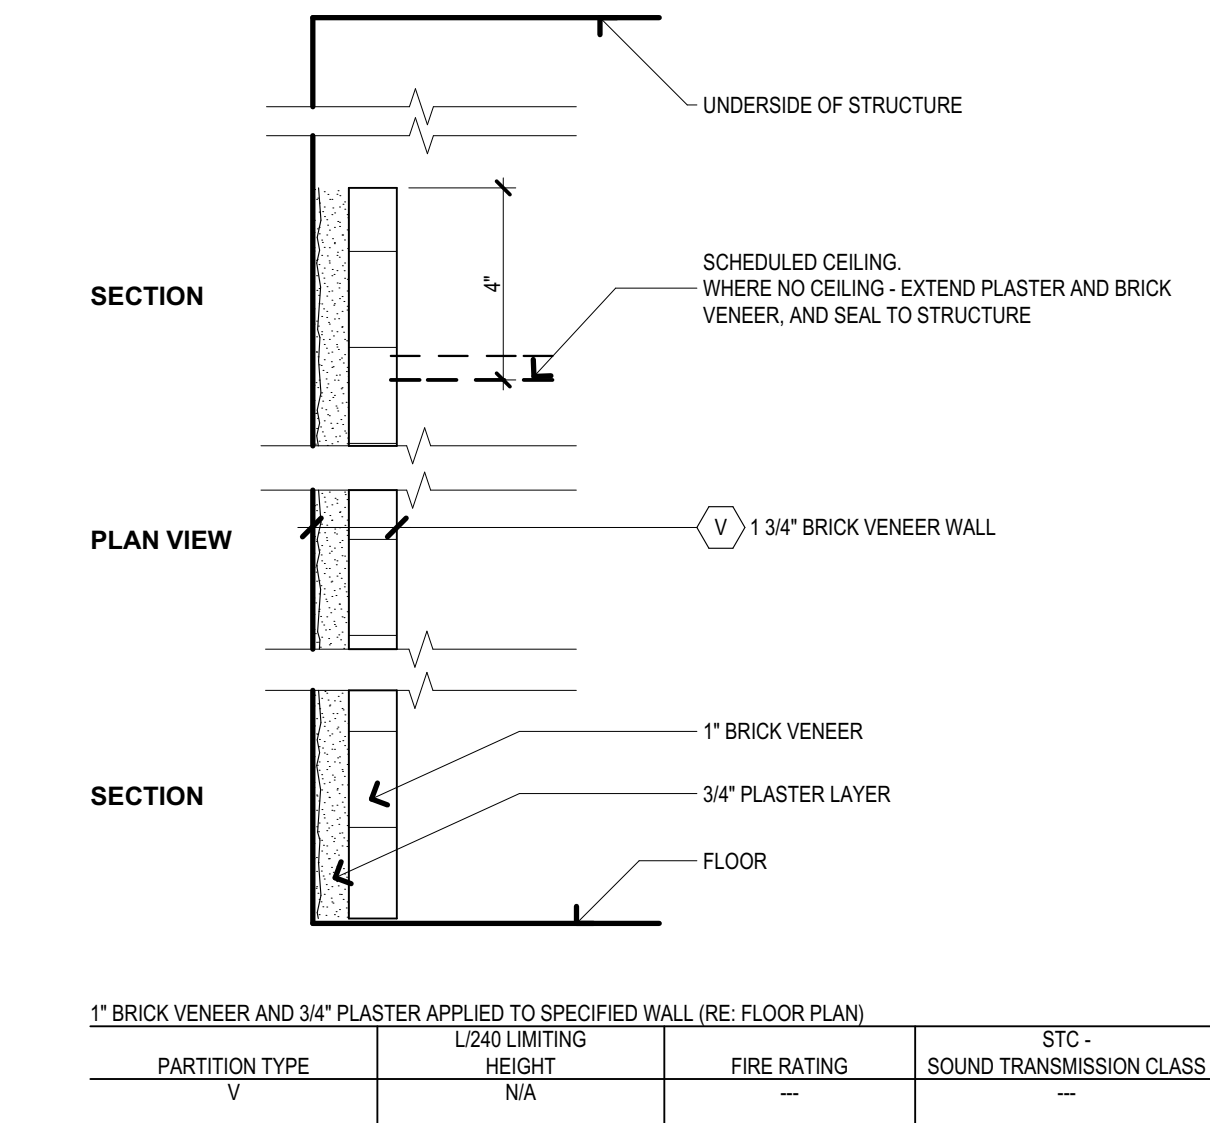 UNDERSIDE OF STRUCTURE
4"
SECTION
SCHEDULED CEILING.
WHERE NO CEILING - EXTEND PLASTER AND BRICK
VENEER, AND SEAL TO STRUCTURE
PLAN VIEW
V 1 3/4" BRICK VENEER WALL
1" BRICK VENEER
SECTION
3/4" PLASTER LAYER
FLOOR
1" BRICK VENEER AND 3/4" PLASTER APPLIED TO SPECIFIED WALL (RE: FLOOR PLAN)
PARTITION TYPE
L/240 LIMITING
HEIGHT
FIRE RATING
STC -
SOUND TRANSMISSION CLASS
V
N/A
---
---